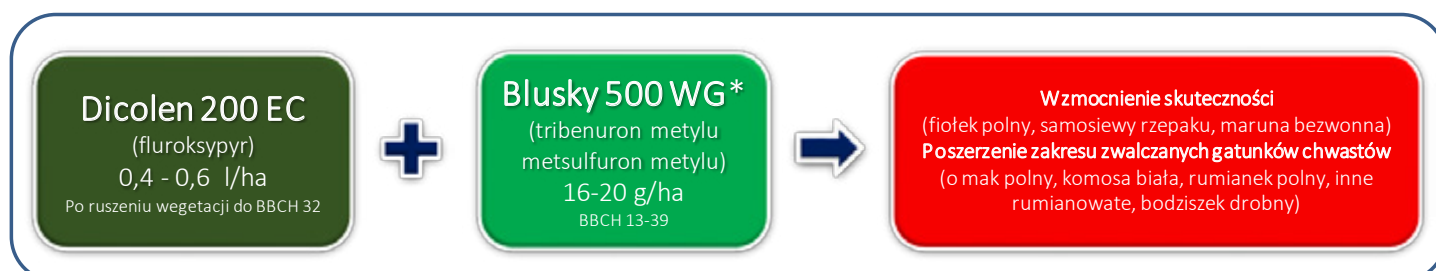 Dicolen 200 EC
(fluroksypyr)
0,4 - 0,6 l/ha
Po ruszeniu wegetacji do BBCH 32
Blusky 500 WG*
(tribenuron metylu
metsulfuron metylu)
16-20 g/ha
BBCH 13-39
Wzmocnienie skuteczności
(fiołek polny, samosiewy rzepaku, maruna bezwonna)
Poszerzenie zakresu zwalczanych gatunków chwastów
(o mak polny, komosa biała, rumianek polny, inne
rumianowate, bodziszek drobny)